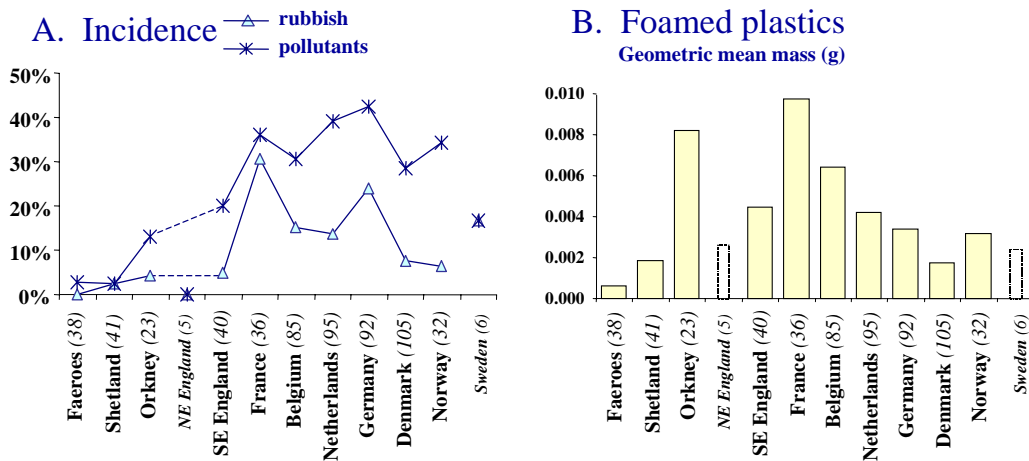 A. Incidence
rubbish
pollutants
50%
40%
30%
20%
10%
0%
Faeroes (38)
Shetland (41)
Orkney (23)
NE England (5)
SE England (40)
France (36)
Belgium (85)
Netherlands (95)
Germany (92)
Denmark (105)
Norway (32)
Sweden (6)
B. Foamed plastics
Geometric mean mass (g)
0.010
0.008
0.006
0.004
0.002
0.000
Faeroes (38)
Shetland (41)
Orkney (23)
NE England (5)
SE England (40)
France (36)
Belgium (85)
Netherlands (95)
Germany (92)
Denmark (105)
Norway (32)
Sweden (6)